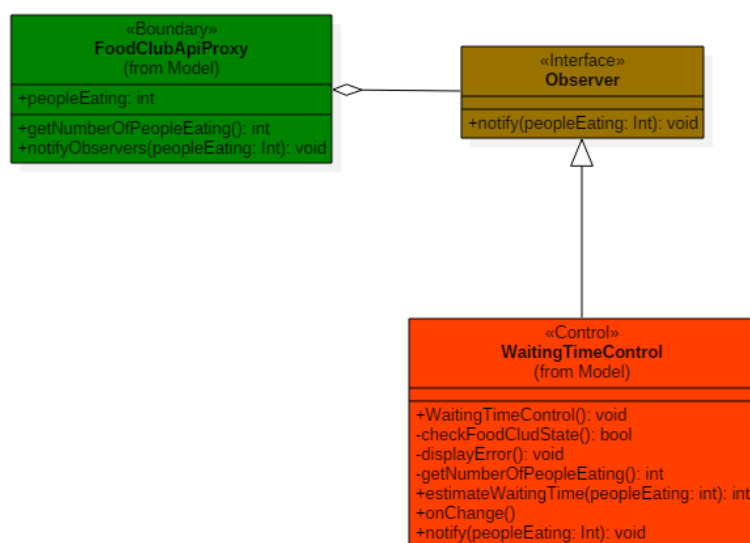 «Boundary»
FoodClubApiProxy
(from Model)
+peopleEating: int
+getNumberOfPeopleEating(): int
+notifyObservers(peopleEating: Int): void
«Interface»
Observer
+notify(peopleEating: Int): void
«Control»
WaitingTimeControl
(from Model)
+WaitingTimeControl(): void
-checkFoodCludState(): bool
-displayError(): void
-getNumberOfPeopleEating(): int
+estimateWaitingTime(peopleEating: int): int
+onChange()
+notify(peopleEating: Int): void